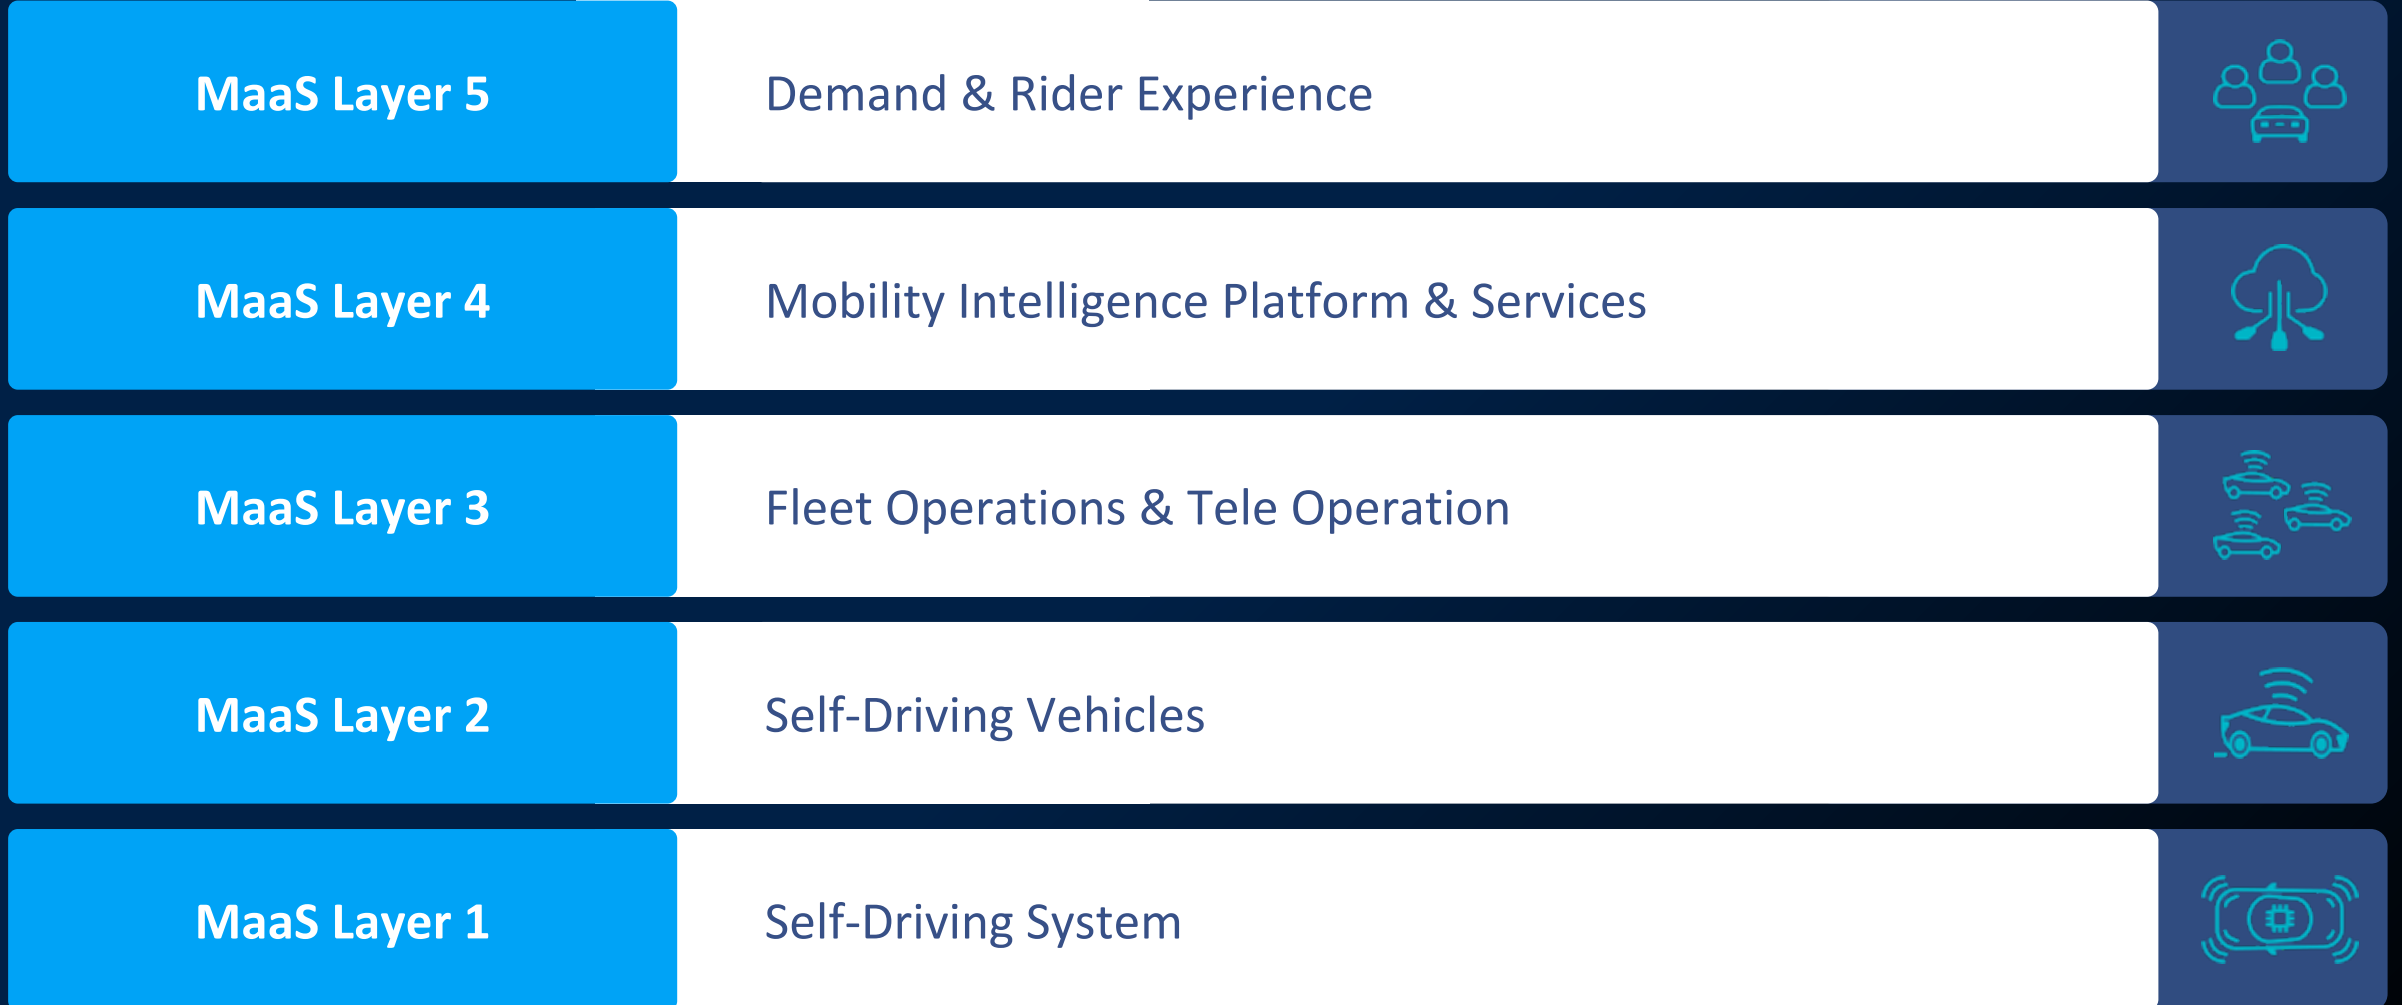 MaaS Layer 5
Demand & Rider Experience
MaaS Layer 4
Mobility Intelligence Platform & Services
MaaS Layer 3
Fleet Operations & Tele Operation
MaaS Layer 2
Self-Driving Vehicles
MaaS Layer 1
Self-Driving System